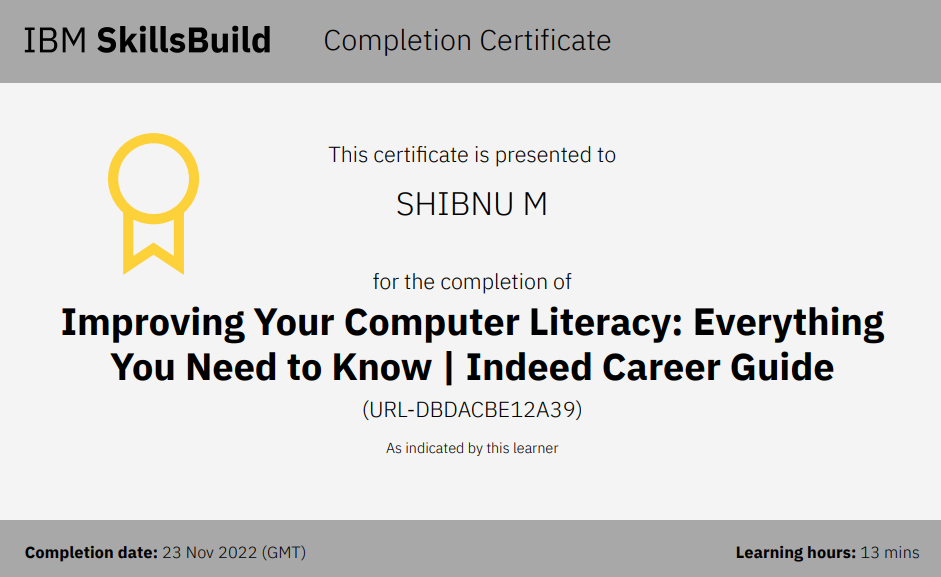 IBM SkillsBuild Completion Certificate
This certificate is presented to
SHIBNU M
for the completion of
Improving Your Computer Literacy: Everything
You Need to Know | Indeed Career Guide
(URL-DBDACBE12A39)
As indicated by this learner
Completion date: 23 Nov 2022 (GMT) Learning hours: 13 mins